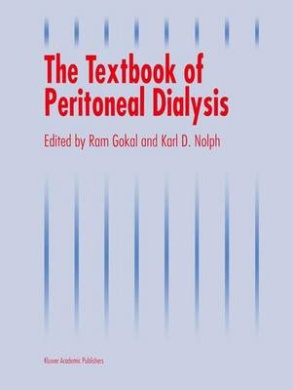 The Textbook of
Peritoneal Dialysis
Edited by Ram Gokal and Karl D. Nolph
Kluwer Academic Publishers